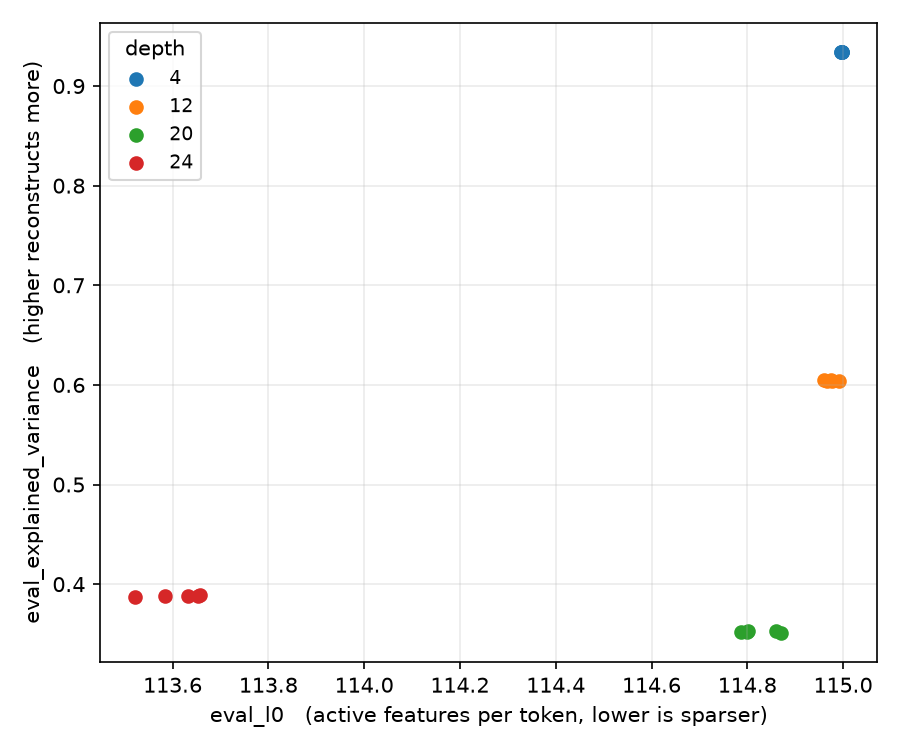 depth
4
12
20
24
eval_explained_variance (higher reconstructs more)
0.9
0.8
0.7
0.6
0.5
0.4
113.6 113.8 114.0 114.2 114.4 114.6 114.8 115.0
eval_l0 (active features per token, lower is sparser)